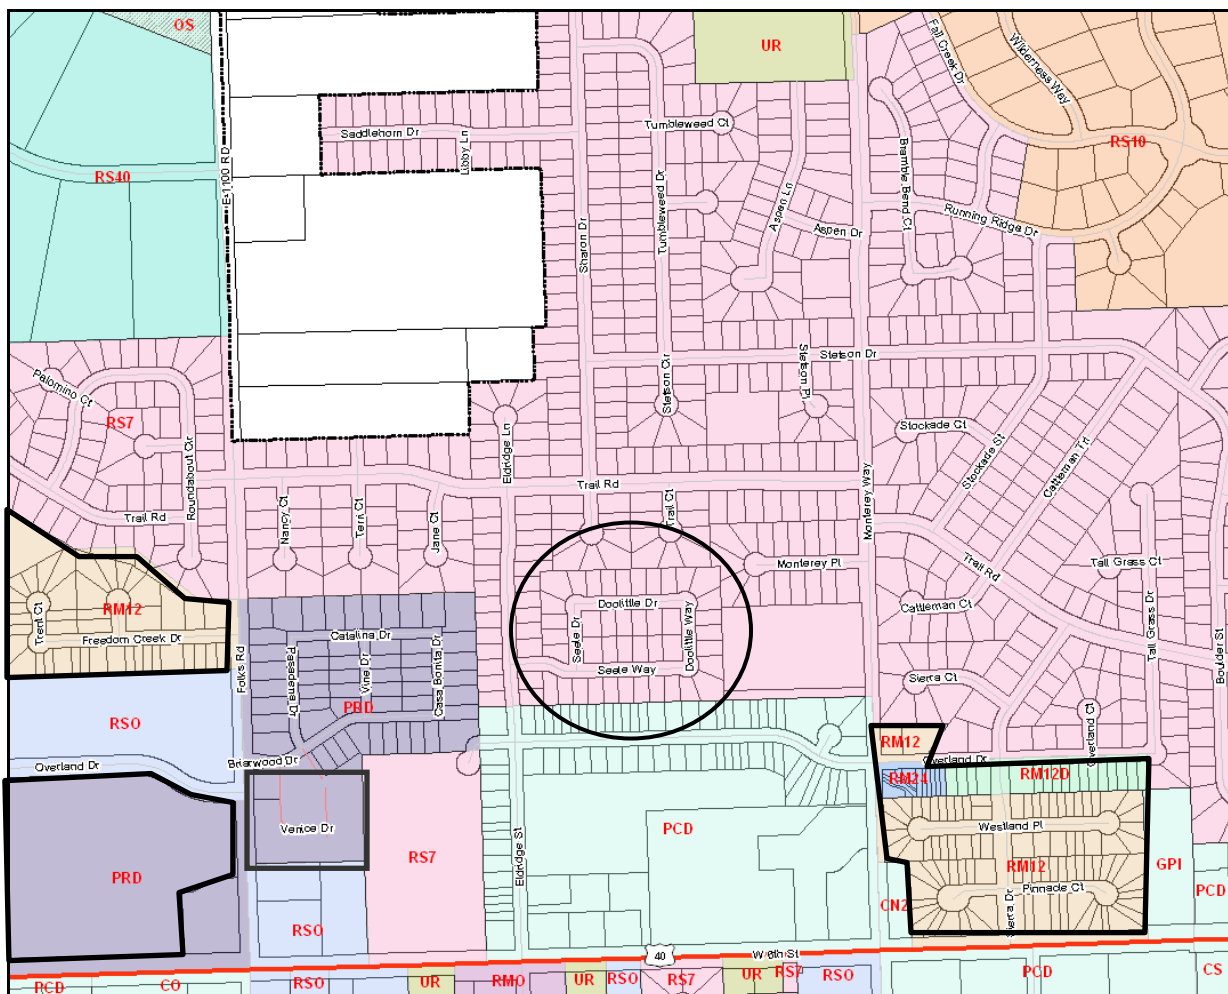 OS
UR
Fall Creek Dr
Wilderness Way
Saddlehorn Dr
Libby Ln
Tumbleweed Ct
RS40
E 1100 RD
RS10
Bramble Bend Ct
Aspen Ln
Tumbleweed Dr
Sharon Dr
Aspen Dr
Running Ridge Dr
Stetson Dr
Stetson Cir
Stetson Pl
Palomino Ct
RS7
Roundabout Cir
Eldridge Ln
Stockade Ct
Stockade St
Cattleman Trl
Trail Rd
Trail Rd
Trail Ct
Monterey Way
Nancy Ct
Terri Ct
Jane Ct
Trail Rd
Monterey Pl
Tall Grass Ct
Tall Grass Dr
Boulder St
RM12
Trent Ct
Freedom Creek Dr
Folks Rd
Doolittle Dr
Seele Dr
Doolittle Way
Seele Way
Cattleman Ct
Catalina Dr
Pasadena Dr
Vine Dr
Casa Bonita Dr
PRD
Sierra Ct
Overland Ct
RSO
Overland Dr
Briarwood Dr
RM12
Overland Dr
RM24
RM12D
Venice Dr
PCD
Westland Pl
Eldridge St
RS7
PRD
RM12
GPI
Pinnacle Ct
Sierra Dr
CN2
PCD
RSO
40
W 6th St
RCD
CO
RSO
UR
RMO
UR
RSO
RS7
UR
RS7
RSO
PCD
CS